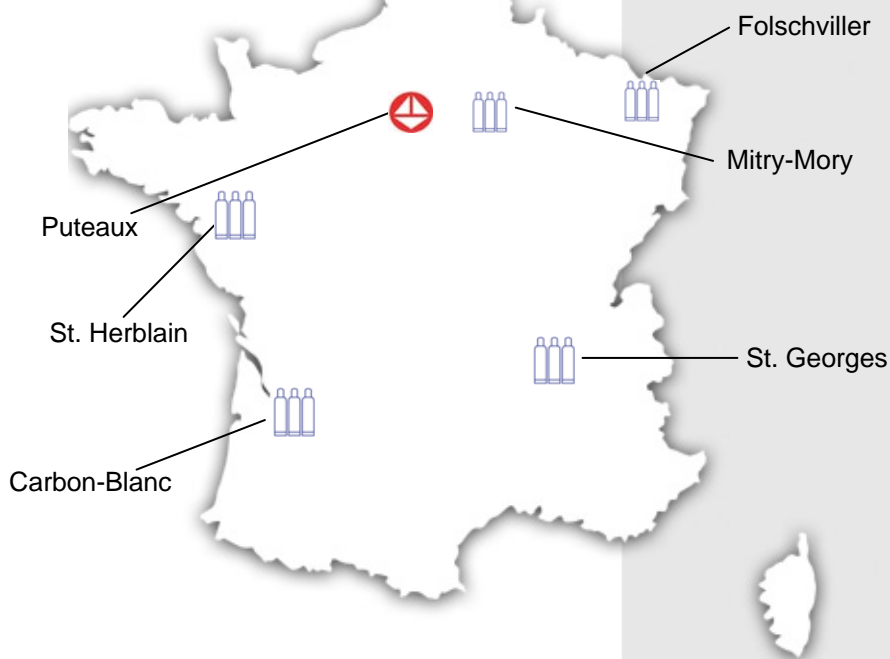 Folschviller
Mitry-Mory
Puteaux
St. Herblain
St. Georges
Carbon-Blanc